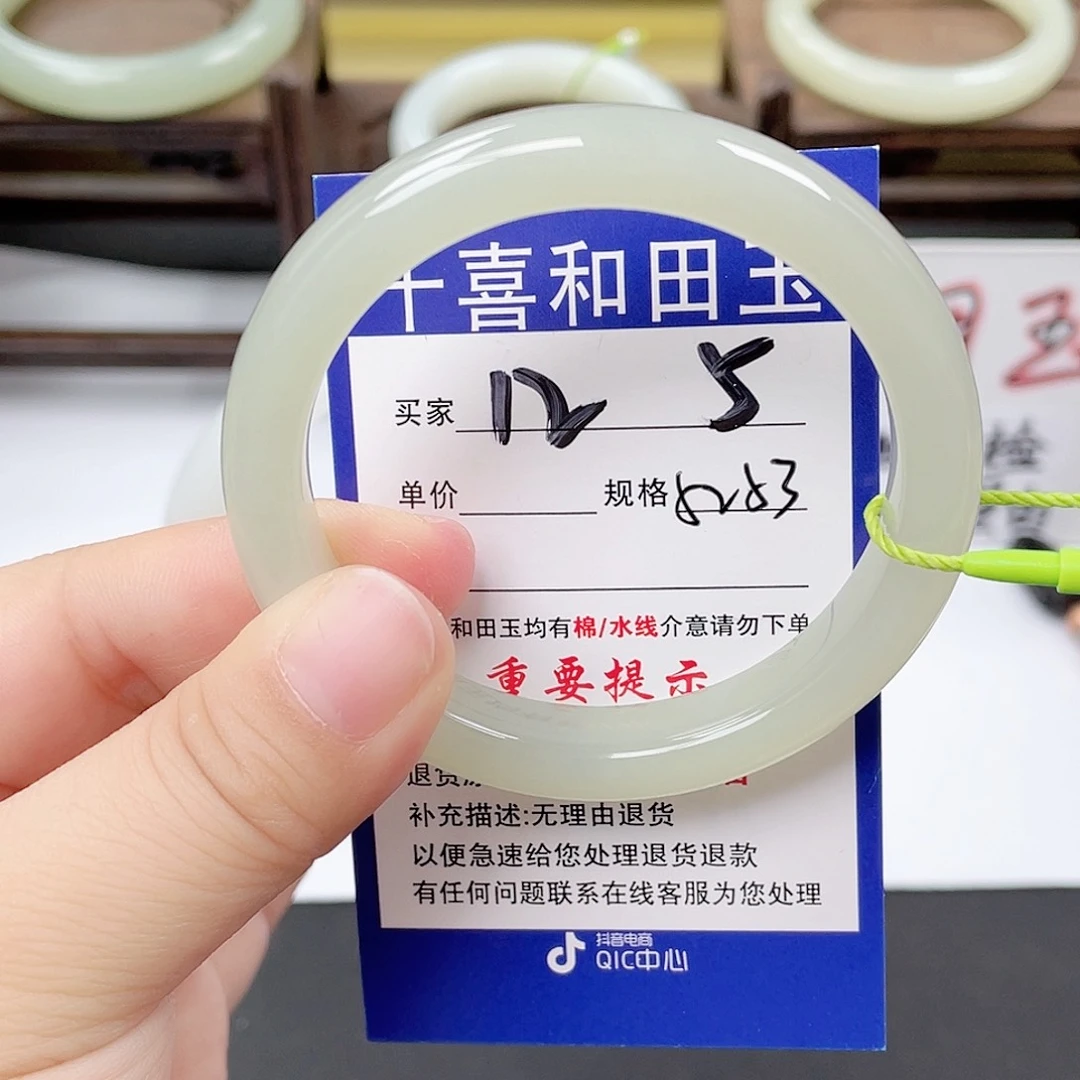 千喜和田玉
买家 12 5
单价 规格
和田玉均有棉/水线介意请勿下单
重要提示
补充描述:无理由退货
以便急速给您处理退货退款
有任何问题联系在线客服为您处理
抖音电商
QIC中心